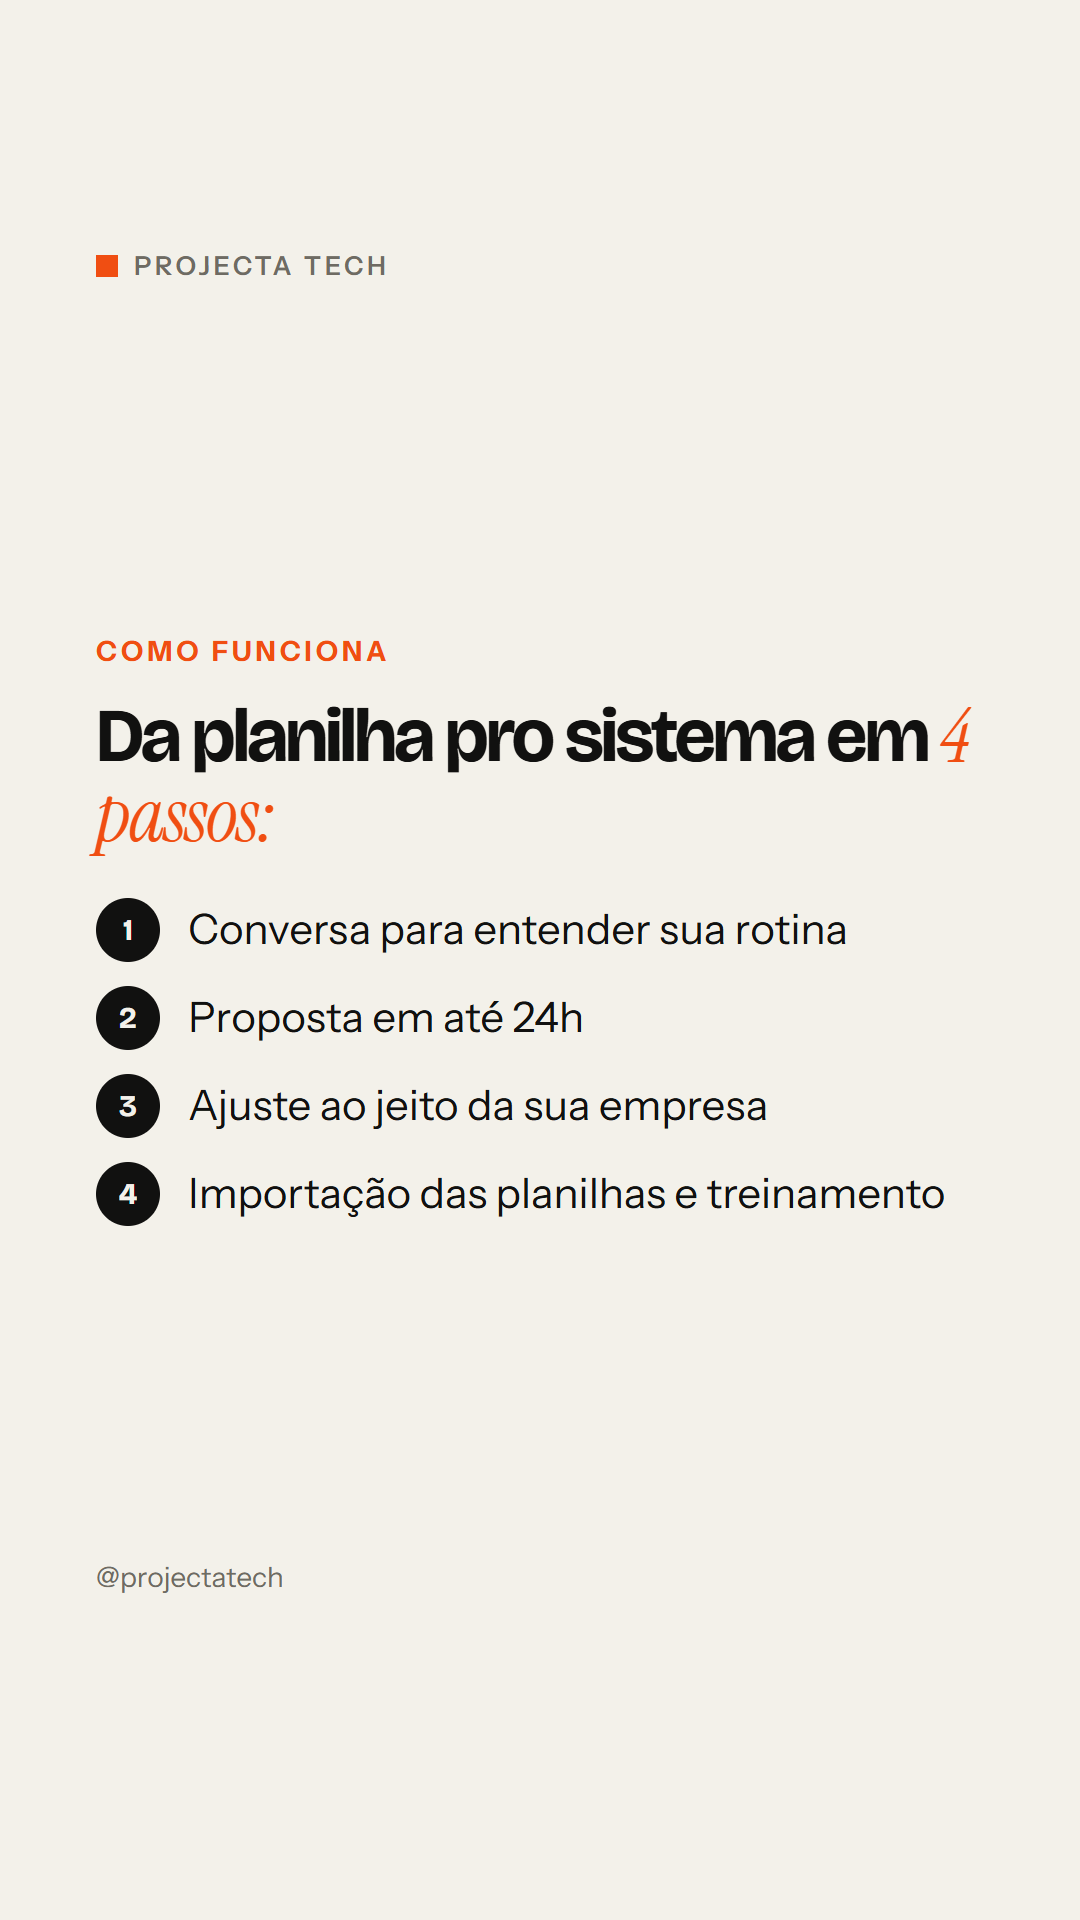 PROJECTA TECH
COMO FUNCIONA
Da planilha pro sistema em 4
passos:
1 Conversa para entender sua rotina
2 Proposta em até 24h
3 Ajuste ao jeito da sua empresa
4 Importação das planilhas e treinamento
@projectatech